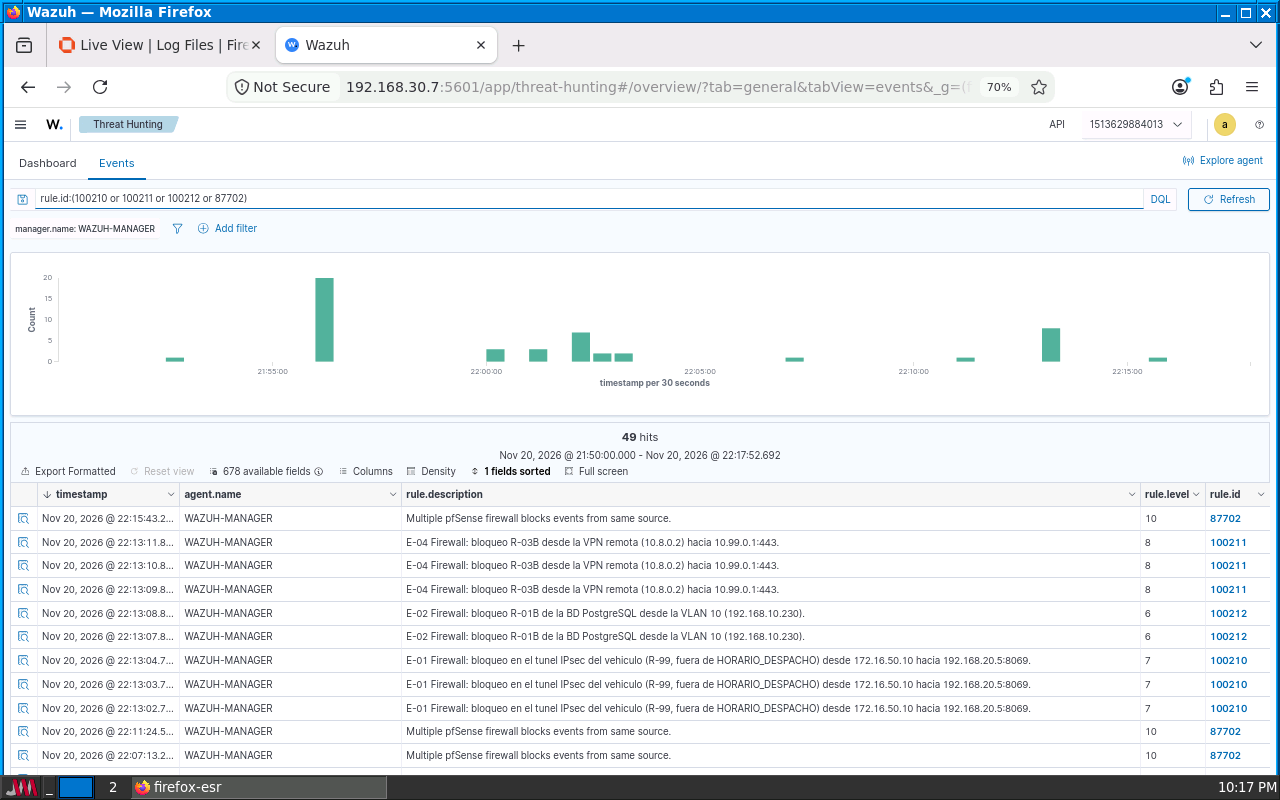 Wazuh — Mozilla Firefox
Live View | Log Files | Fire
Wazuh
Not Secure 192.168.30.7:5601/app/threat-hunting#/overview/?tab=general&tabView=events&_g=(f 70%
W. Threat Hunting API 1513629884013 a
Dashboard Events Explore agent
rule.id:(100210 or 100211 or 100212 or 87702) DQL Refresh
manager.name: WAZUH-MANAGER Add filter
Count
20
15
10
5
0
21:55:00 22:00:00 22:05:00 22:10:00 22:15:00
timestamp per 30 seconds
49 hits
Nov 20, 2026 @ 21:50:00.000 - Nov 20, 2026 @ 22:17:52.692
Export Formatted Reset view 678 available fields Columns Density 1 fields sorted Full screen
timestamp agent.name rule.description rule.level rule.id
Nov 20, 2026 @ 22:15:43.2... WAZUH-MANAGER Multiple pfSense firewall blocks events from same source. 10 87702
Nov 20, 2026 @ 22:13:11.8... WAZUH-MANAGER E-04 Firewall: bloqueo R-03B desde la VPN remota (10.8.0.2) hacia 10.99.0.1:443. 8 100211
Nov 20, 2026 @ 22:13:10.8... WAZUH-MANAGER E-04 Firewall: bloqueo R-03B desde la VPN remota (10.8.0.2) hacia 10.99.0.1:443. 8 100211
Nov 20, 2026 @ 22:13:09.8... WAZUH-MANAGER E-04 Firewall: bloqueo R-03B desde la VPN remota (10.8.0.2) hacia 10.99.0.1:443. 8 100211
Nov 20, 2026 @ 22:13:08.8... WAZUH-MANAGER E-02 Firewall: bloqueo R-01B de la BD PostgreSQL desde la VLAN 10 (192.168.10.230). 6 100212
Nov 20, 2026 @ 22:13:07.8... WAZUH-MANAGER E-02 Firewall: bloqueo R-01B de la BD PostgreSQL desde la VLAN 10 (192.168.10.230). 6 100212
Nov 20, 2026 @ 22:13:04.7... WAZUH-MANAGER E-01 Firewall: bloqueo en el tunel IPsec del vehiculo (R-99, fuera de HORARIO_DESPACHO) desde 172.16.50.10 hacia 192.168.20.5:8069. 7 100210
Nov 20, 2026 @ 22:13:03.7... WAZUH-MANAGER E-01 Firewall: bloqueo en el tunel IPsec del vehiculo (R-99, fuera de HORARIO_DESPACHO) desde 172.16.50.10 hacia 192.168.20.5:8069. 7 100210
Nov 20, 2026 @ 22:13:02.7... WAZUH-MANAGER E-01 Firewall: bloqueo en el tunel IPsec del vehiculo (R-99, fuera de HORARIO_DESPACHO) desde 172.16.50.10 hacia 192.168.20.5:8069. 7 100210
Nov 20, 2026 @ 22:11:24.5... WAZUH-MANAGER Multiple pfSense firewall blocks events from same source. 10 87702
Nov 20, 2026 @ 22:07:13.2... WAZUH-MANAGER Multiple pfSense firewall blocks events from same source. 10 87702
2 firefox-esr 10:17 PM